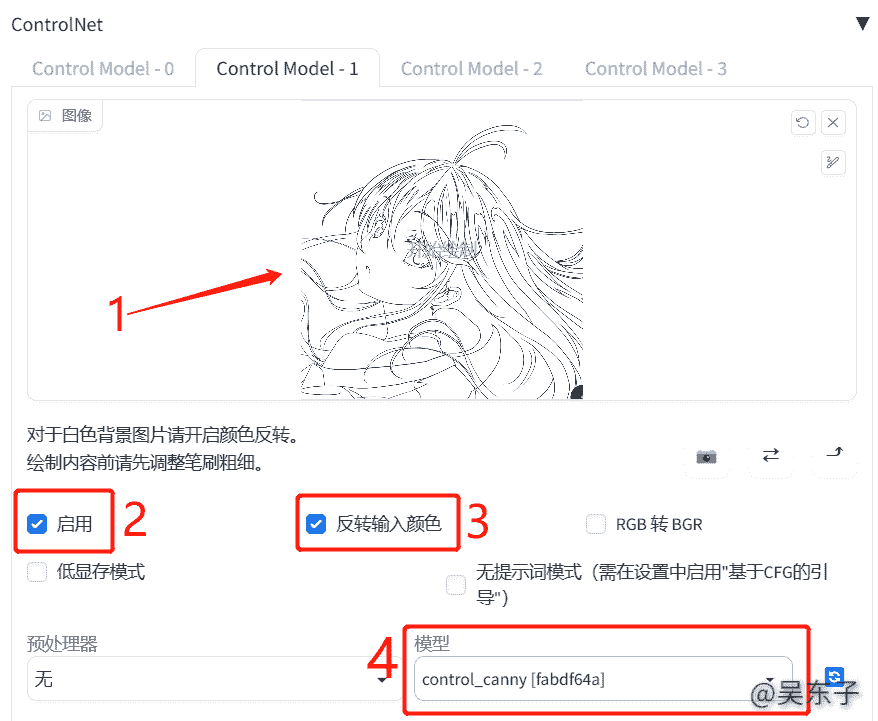 ControlNet
▼
Control Model - 0
Control Model - 1
Control Model - 2
Control Model - 3
图像
1
对于白色背景图片请开启颜色反转。
绘制内容前请先调整笔刷粗细。
启用
2
反转输入颜色
3
RGB 转 BGR
低显存模式
无提示词模式（需在设置中启用"基于CFG的引
导"）
预处理器
无
4
模型
control_canny [fabdf64a]
@吴东子